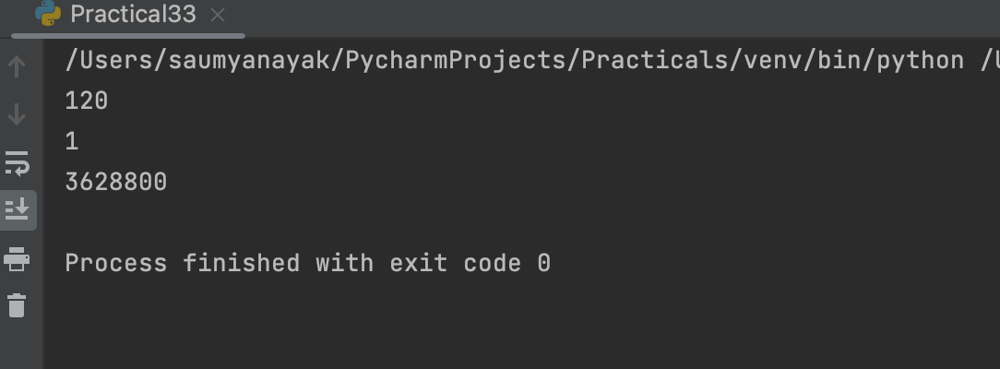 Practical33
/Users/saumyanayak/PycharmProjects/Practicals/venv/bin/python /U
120
1
3628800
Process finished with exit code 0